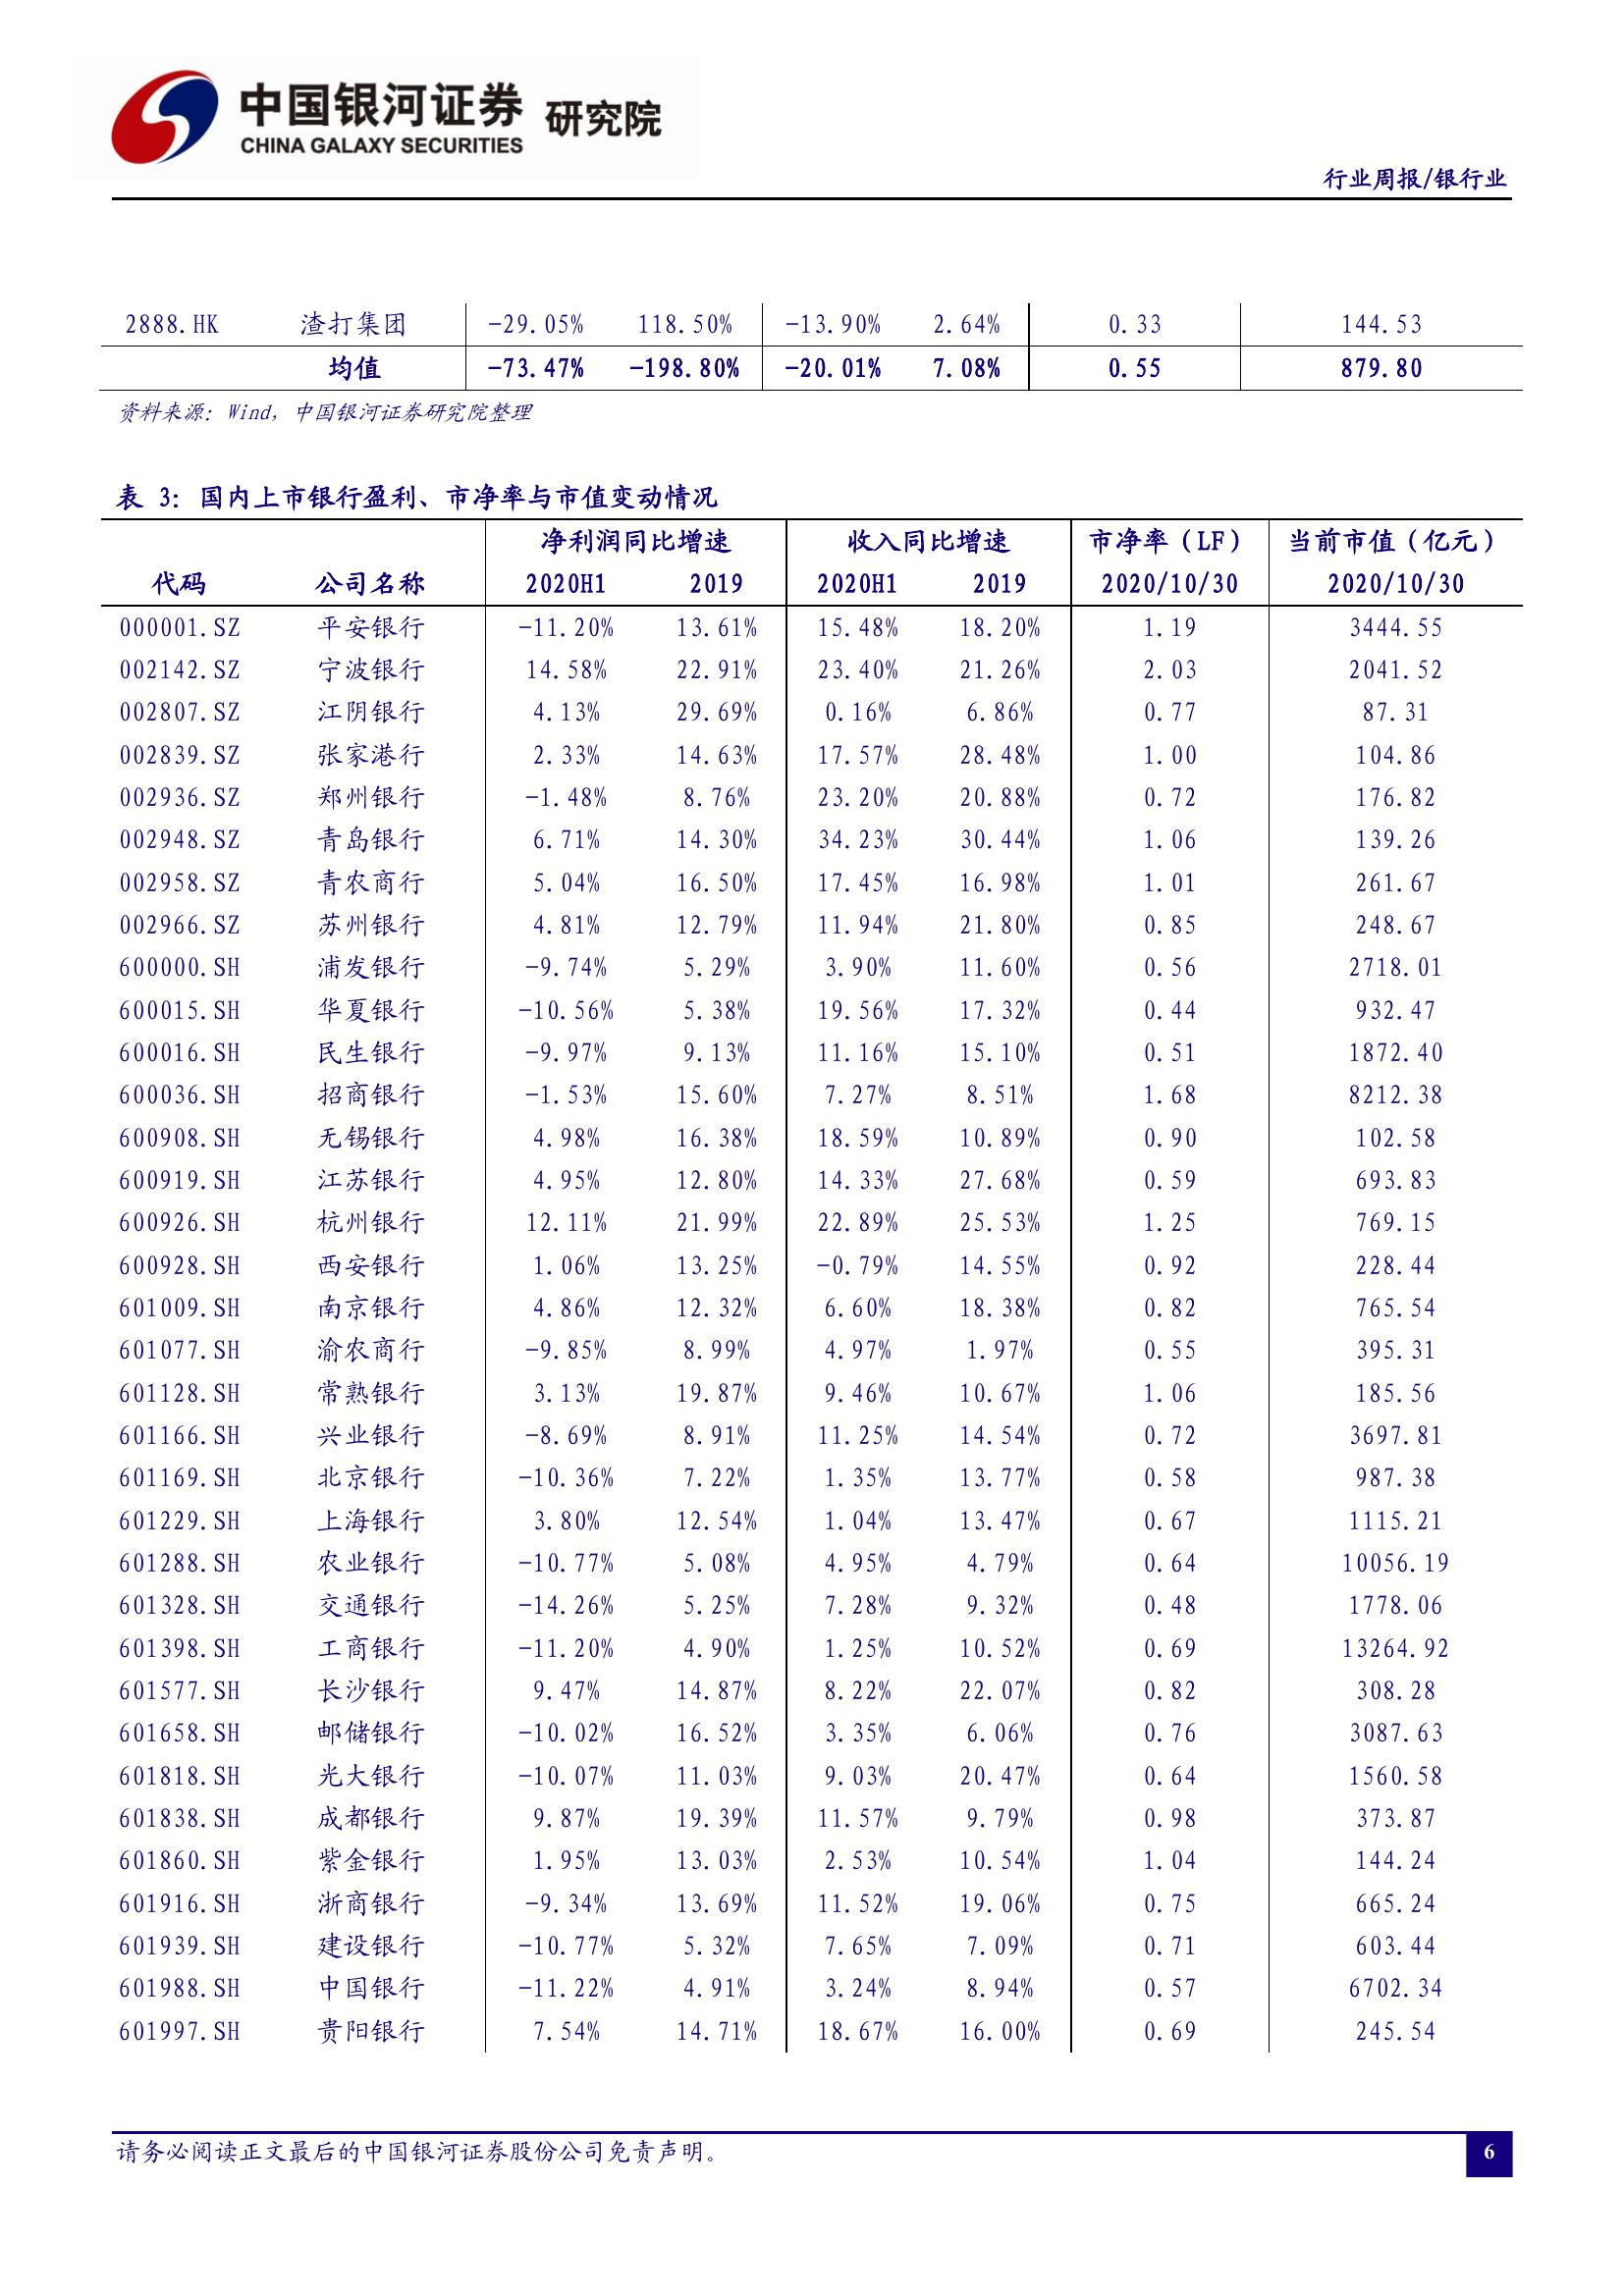 中国银河证券 研究院
CHINA GALAXY SECURITIES
行业周报/银行业
2888.HK 渣打集团 -29.05% 118.50% -13.90% 2.64% 0.33 144.53
均值 -73.47% -198.80% -20.01% 7.08% 0.55 879.80
资料来源：Wind，中国银河证券研究院整理
表 3：国内上市银行盈利、市净率与市值变动情况
净利润同比增速 收入同比增速 市净率（LF） 当前市值（亿元）
代码 公司名称 2020H1 2019 2020H1 2019 2020/10/30 2020/10/30
000001.SZ 平安银行 -11.20% 13.61% 15.48% 18.20% 1.19 3444.55
002142.SZ 宁波银行 14.58% 22.91% 23.40% 21.26% 2.03 2041.52
002807.SZ 江阴银行 4.13% 29.69% 0.16% 6.86% 0.77 87.31
002839.SZ 张家港行 2.33% 14.63% 17.57% 28.48% 1.00 104.86
002936.SZ 郑州银行 -1.48% 8.76% 23.20% 20.88% 0.72 176.82
002948.SZ 青岛银行 6.71% 14.30% 34.23% 30.44% 1.06 139.26
002958.SZ 青农商行 5.04% 16.50% 17.45% 16.98% 1.01 261.67
002966.SZ 苏州银行 4.81% 12.79% 11.94% 21.80% 0.85 248.67
600000.SH 浦发银行 -9.74% 5.29% 3.90% 11.60% 0.56 2718.01
600015.SH 华夏银行 -10.56% 5.38% 19.56% 17.32% 0.44 932.47
600016.SH 民生银行 -9.97% 9.13% 11.16% 15.10% 0.51 1872.40
600036.SH 招商银行 -1.53% 15.60% 7.27% 8.51% 1.68 8212.38
600908.SH 无锡银行 4.98% 16.38% 18.59% 10.89% 0.90 102.58
600919.SH 江苏银行 4.95% 12.80% 14.33% 27.68% 0.59 693.83
600926.SH 杭州银行 12.11% 21.99% 22.89% 25.53% 1.25 769.15
600928.SH 西安银行 1.06% 13.25% -0.79% 14.55% 0.92 228.44
601009.SH 南京银行 4.86% 12.32% 6.60% 18.38% 0.82 765.54
601077.SH 渝农商行 -9.85% 8.99% 4.97% 1.97% 0.55 395.31
601128.SH 常熟银行 3.13% 19.87% 9.46% 10.67% 1.06 185.56
601166.SH 兴业银行 -8.69% 8.91% 11.25% 14.54% 0.72 3697.81
601169.SH 北京银行 -10.36% 7.22% 1.35% 13.77% 0.58 987.38
601229.SH 上海银行 3.80% 12.54% 1.04% 13.47% 0.67 1115.21
601288.SH 农业银行 -10.77% 5.08% 4.95% 4.79% 0.64 10056.19
601328.SH 交通银行 -14.26% 5.25% 7.28% 9.32% 0.48 1778.06
601398.SH 工商银行 -11.20% 4.90% 1.25% 10.52% 0.69 13264.92
601577.SH 长沙银行 9.47% 14.87% 8.22% 22.07% 0.82 308.28
601658.SH 邮储银行 -10.02% 16.52% 3.35% 6.06% 0.76 3087.63
601818.SH 光大银行 -10.07% 11.03% 9.03% 20.47% 0.64 1560.58
601838.SH 成都银行 9.87% 19.39% 11.57% 9.79% 0.98 373.87
601860.SH 紫金银行 1.95% 13.03% 2.53% 10.54% 1.04 144.24
601916.SH 浙商银行 -9.34% 13.69% 11.52% 19.06% 0.75 665.24
601939.SH 建设银行 -10.77% 5.32% 7.65% 7.09% 0.71 603.44
601988.SH 中国银行 -11.22% 4.91% 3.24% 8.94% 0.57 6702.34
601997.SH 贵阳银行 7.54% 14.71% 18.67% 16.00% 0.69 245.54
请务必阅读正文最后的中国银河证券股份公司免责声明。
6